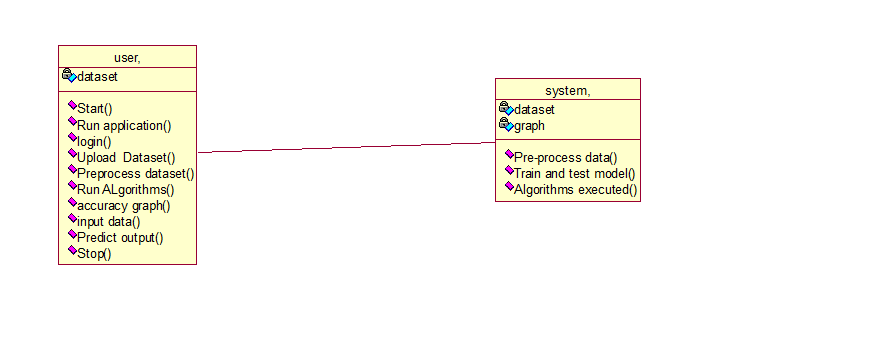 user,
dataset
Start()
Run application()
login()
Upload Dataset()
Preprocess dataset()
Run ALgorithms()
accuracy graph()
input data()
Predict output()
Stop()
system,
dataset
graph
Pre-process data()
Train and test model()
Algorithms executed()